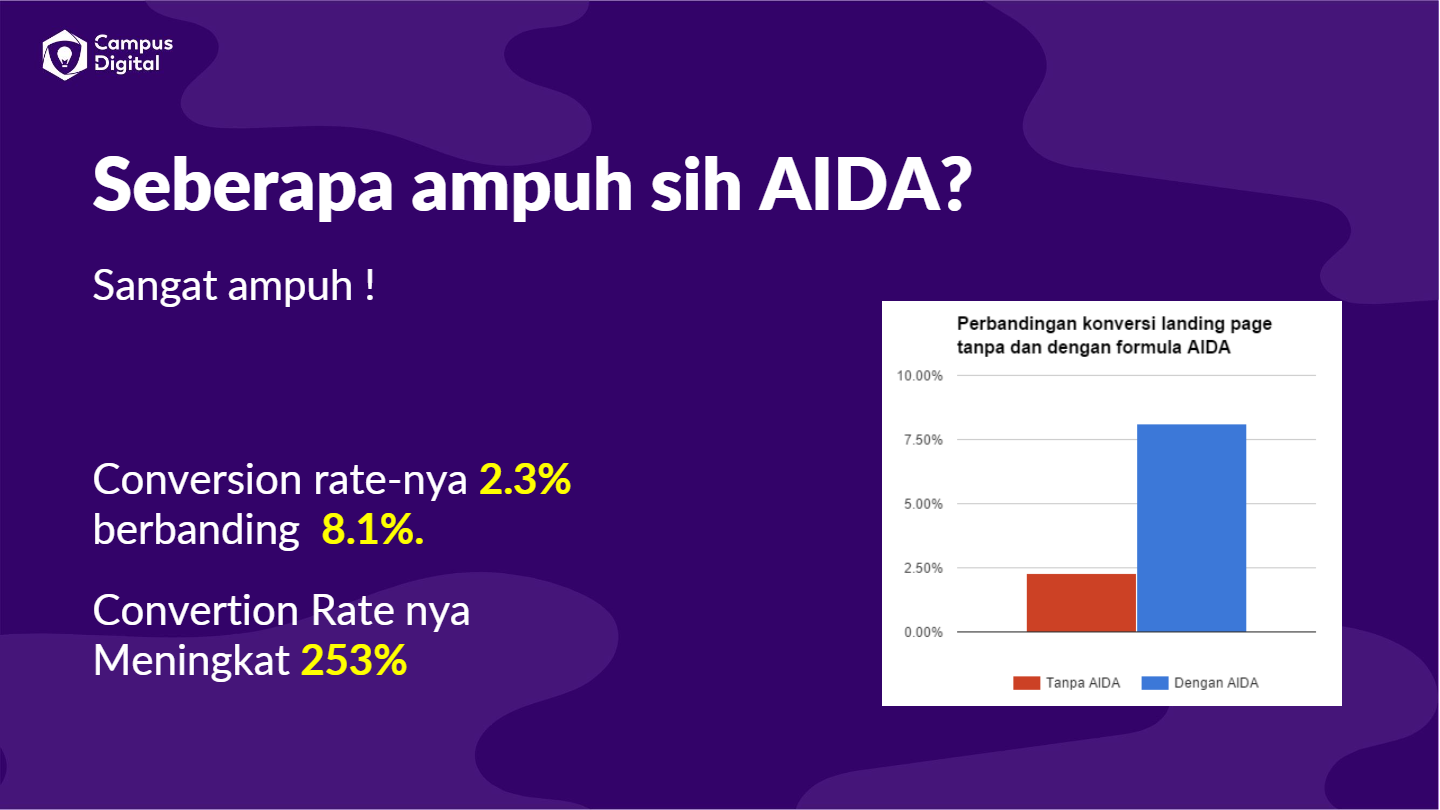 Campus
Digital
Seberapa ampuh sih AIDA?
Sangat ampuh !
Conversion rate-nya 2.3%
berbanding 8.1%.
Convertion Rate nya
Meningkat 253%
Perbandingan konversi landing page
tanpa dan dengan formula AIDA
10.00%
7.50%
5.00%
2.50%
0.00%
Tanpa AIDA Dengan AIDA